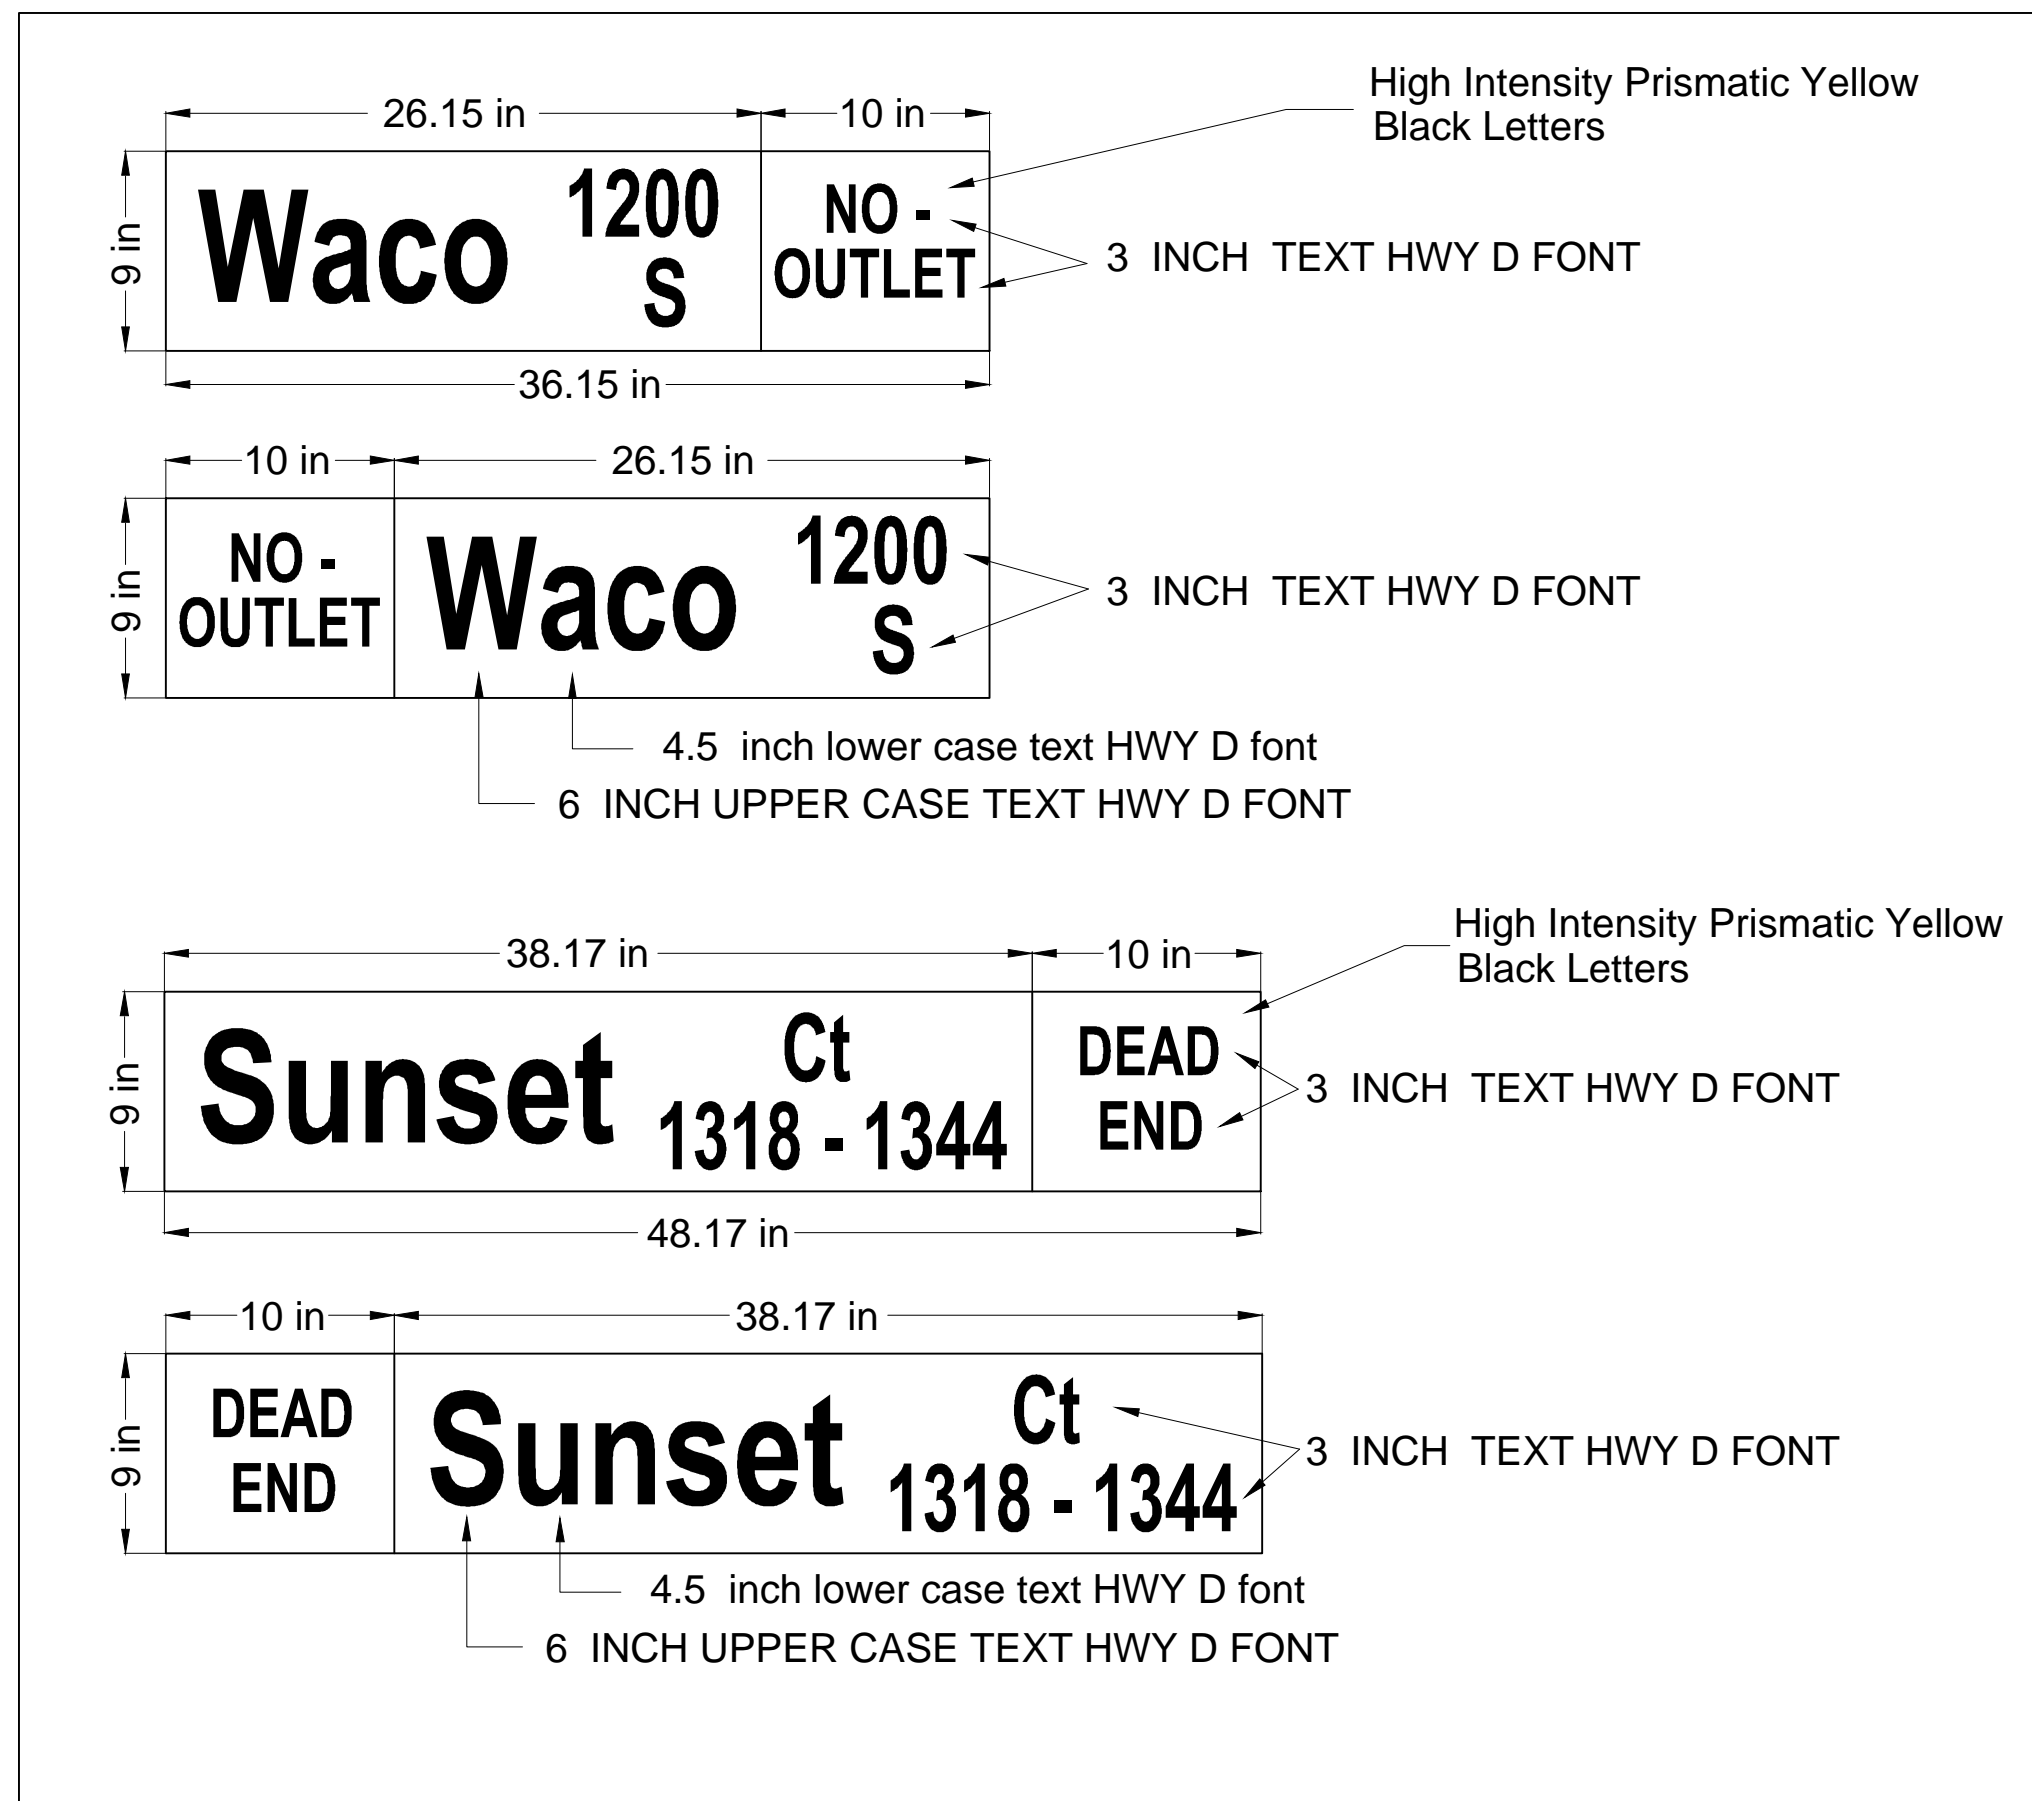 High Intensity Prismatic Yellow
Black Letters
26.15 in
10 in
9 in
Waco
1200
S
NO -
OUTLET
3 INCH TEXT HWY D FONT
36.15 in
10 in
26.15 in
9 in
NO -
OUTLET
Waco
1200
S
3 INCH TEXT HWY D FONT
4.5 inch lower case text HWY D font
6 INCH UPPER CASE TEXT HWY D FONT
High Intensity Prismatic Yellow
Black Letters
38.17 in
10 in
9 in
Sunset
Ct
1318 - 1344
DEAD
END
3 INCH TEXT HWY D FONT
48.17 in
10 in
38.17 in
9 in
DEAD
END
Sunset
Ct
1318 - 1344
3 INCH TEXT HWY D FONT
4.5 inch lower case text HWY D font
6 INCH UPPER CASE TEXT HWY D FONT